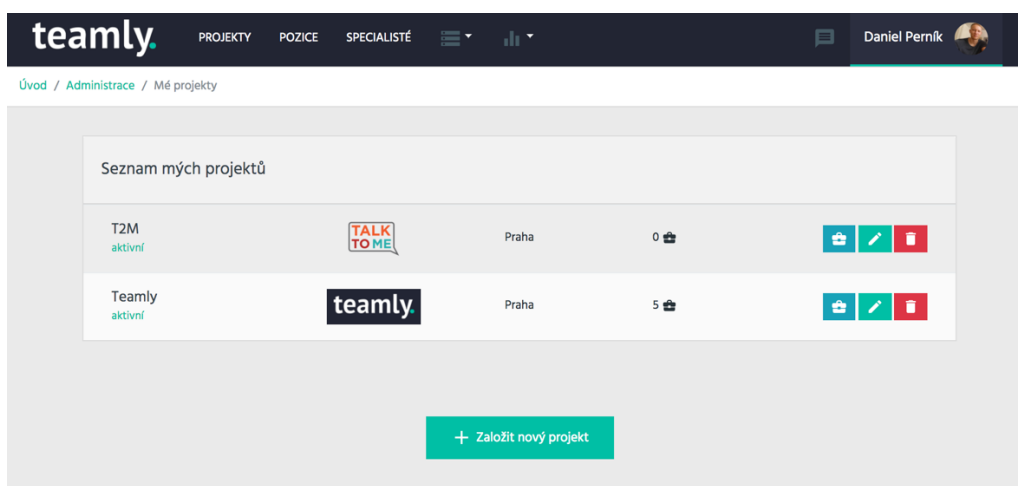 teamly. PROJEKTY POZICE SPECIALISTÉ Daniel Perník
Úvod / Administrace / Mé projekty
Seznam mých projektů
T2M
aktivní
TALK
TO ME
Praha
0
Teamly
aktivní
teamly.
Praha
5
+ Založit nový projekt